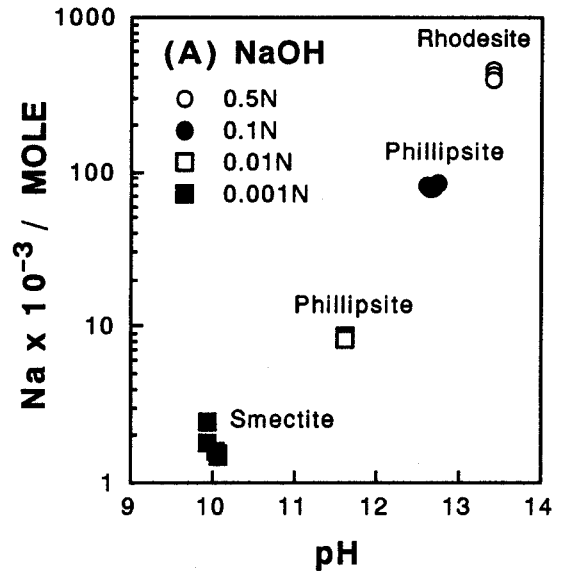 1000
100
10
1
Na x 10⁻³ / MOLE
(A) NaOH
0.5N
0.1N
0.01N
0.001N
Rhodesite
Phillipsite
Phillipsite
Smectite
9 10 11 12 13 14
pH